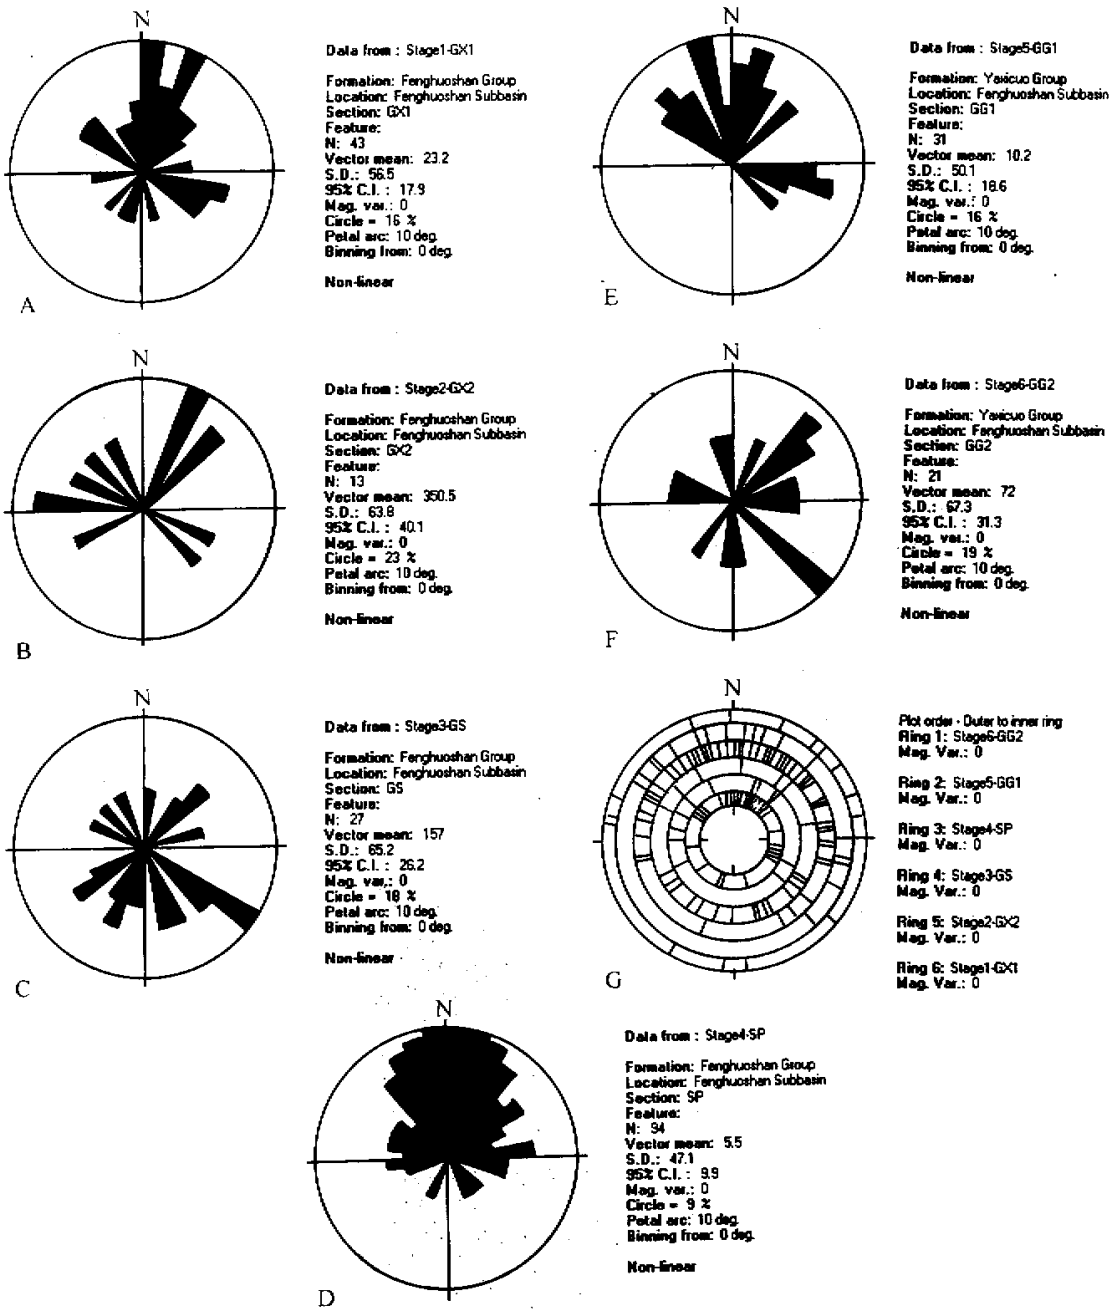 N
Data from : Stage1-GX1
Formation: Fenghuoshan Group
Location: Fenghuoshan Subbasin
Section: GX1
Feature:
N: 43
Vector mean: 23.2
S.D.: 56.5
95% C.I. : 17.9
Mag. var.: 0
Circle = 16 %
Petal arc: 10 deg.
Binning from: 0 deg.
Non-linear
A
N
Data from : Stage2-GX2
Formation: Fenghuoshan Group
Location: Fenghuoshan Subbasin
Section: GX2
Feature:
N: 13
Vector mean: 350.5
S.D.: 63.8
95% C.I. : 40.1
Mag. var.: 0
Circle = 23 %
Petal arc: 10 deg.
Binning from: 0 deg.
Non-linear
B
N
Data from : Stage3-GS
Formation: Fenghuoshan Group
Location: Fenghuoshan Subbasin
Section: GS
Feature:
N: 27
Vector mean: 157
S.D.: 65.2
95% C.I. : 26.2
Mag. var.: 0
Circle = 18 %
Petal arc: 10 deg.
Binning from: 0 deg.
Non-linear
C
N
Data from : Stage4-SP
Formation: Fenghuoshan Group
Location: Fenghuoshan Subbasin
Section: SP
Feature:
N: 94
Vector mean: 5.5
S.D.: 47.1
95% C.I. : 9.9
Mag. var.: 0
Circle = 9 %
Petal arc: 10 deg.
Binning from: 0 deg.
Non-linear
D
N
Data from : Stage5-GG1
Formation: Yaxicuo Group
Location: Fenghuoshan Subbasin
Section: GG1
Feature:
N: 31
Vector mean: 10.2
S.D.: 50.1
95% C.I. : 18.6
Mag. var.: 0
Circle = 16 %
Petal arc: 10 deg.
Binning from: 0 deg.
Non-linear
E
N
Data from : Stage6-GG2
Formation: Yaxicuo Group
Location: Fenghuoshan Subbasin
Section: GG2
Feature:
N: 21
Vector mean: 72
S.D.: 67.3
95% C.I. : 31.3
Mag. var.: 0
Circle = 19 %
Petal arc: 10 deg.
Binning from: 0 deg.
Non-linear
F
N
Plot order - Outer to inner ring
Ring 1: Stage6-GG2
Mag. Var.: 0
Ring 2: Stage5-GG1
Mag. Var.: 0
Ring 3: Stage4-SP
Mag. Var.: 0
Ring 4: Stage3-GS
Mag. Var.: 0
Ring 5: Stage2-GX2
Mag. Var.: 0
Ring 6: Stage1-GX1
Mag. Var.: 0
G